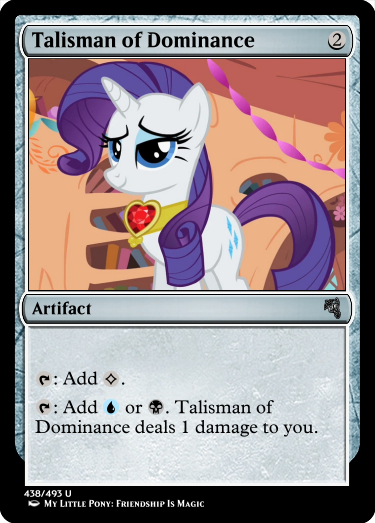 Talisman of Dominance 2
Artifact
: Add .
: Add or . Talisman of
Dominance deals 1 damage to you.
438/493 U
My Little Pony: Friendship Is Magic